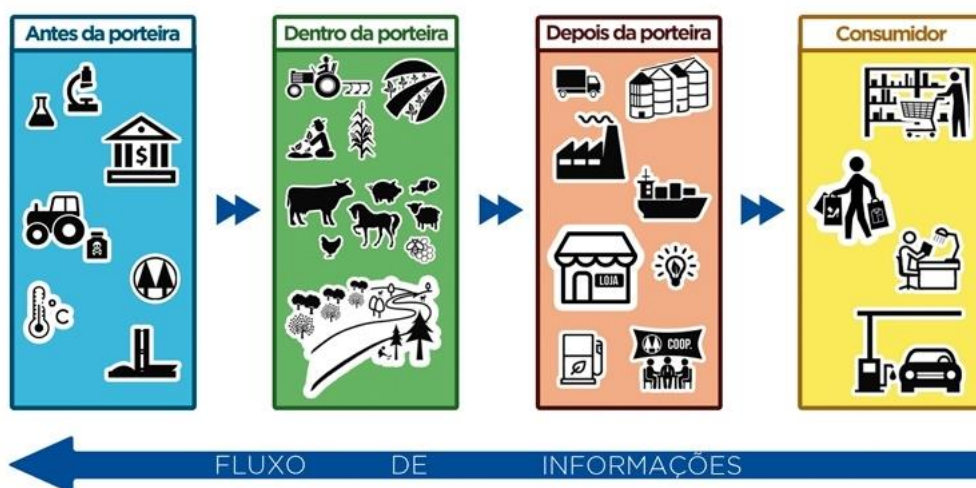 Antes da porteira
Dentro da porteira
Depois da porteira
Consumidor
$
°C
LOJA
COOP.
FLUXO DE INFORMAÇÕES